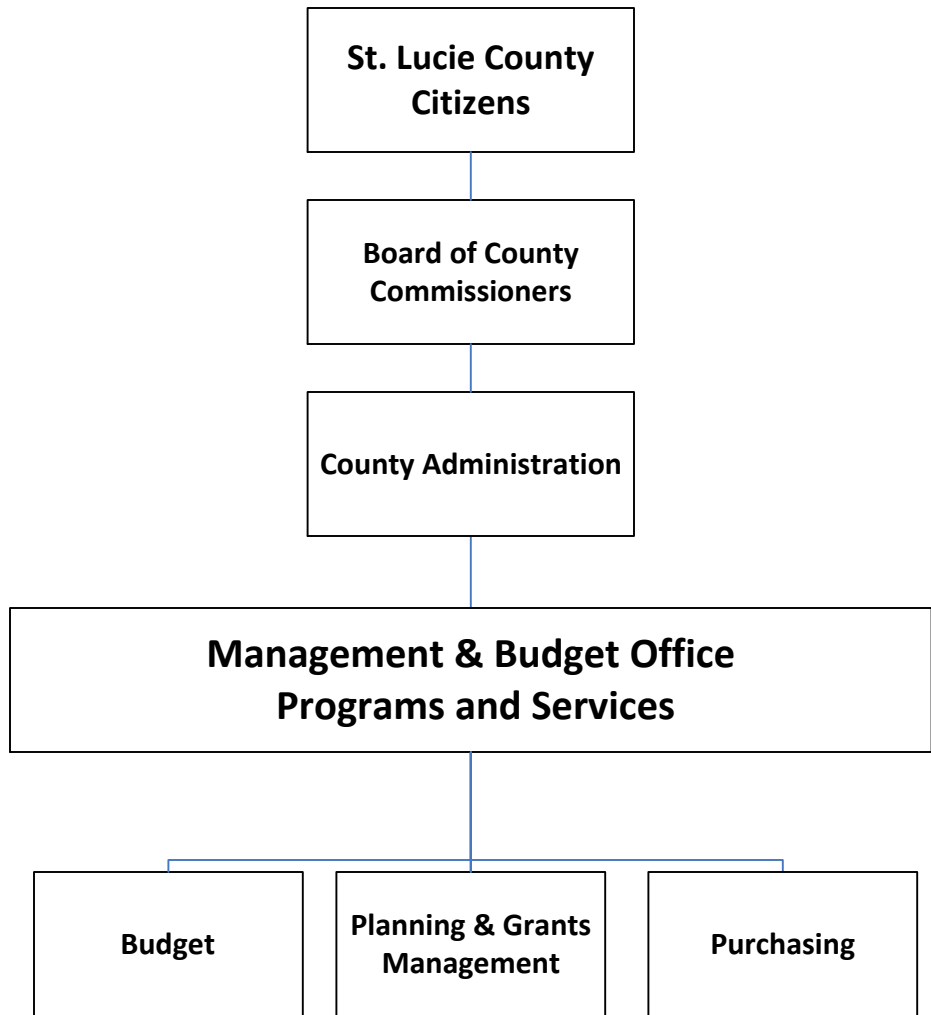 St. Lucie County
Citizens
Board of County
Commissioners
County Administration
Management & Budget Office
Programs and Services
Budget
Planning & Grants
Management
Purchasing